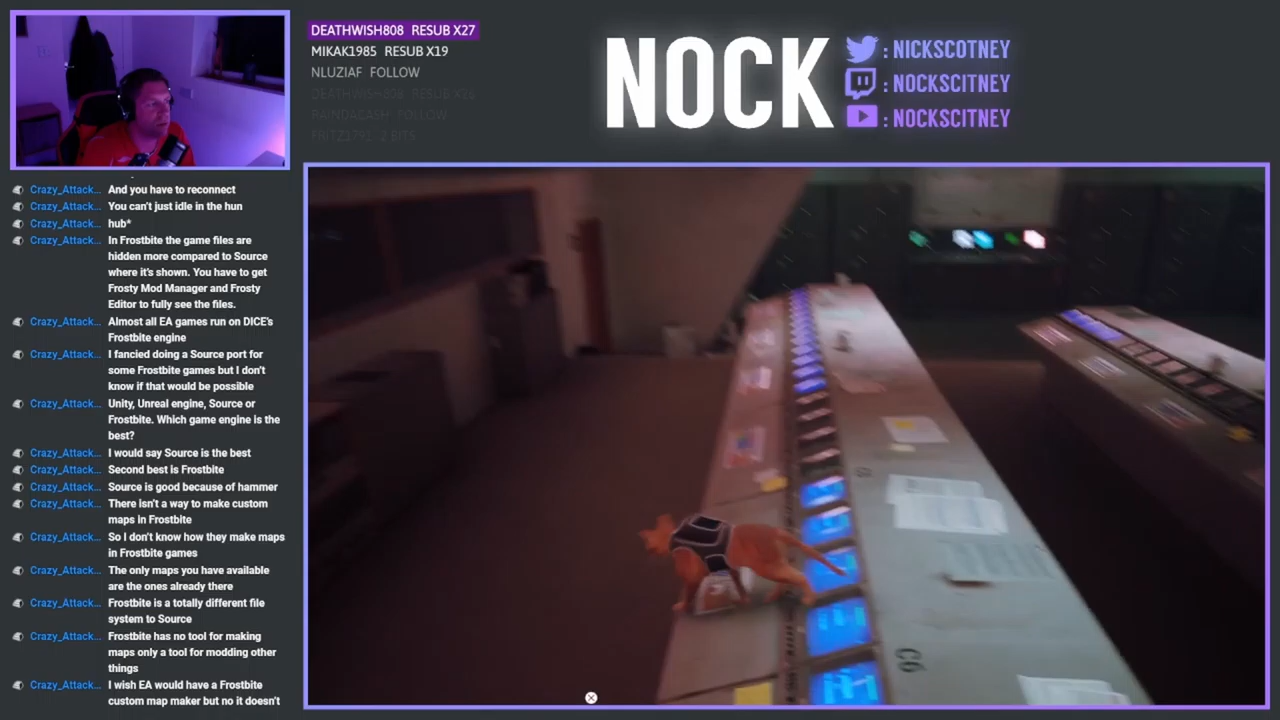 DEATHWISH808 RESUB X27
MIKAK1985 RESUB X19
NLUZIAF FOLLOW
RAINDACASH FOLLOW
FRITZ1791 2 BITS
NOCK
: NICKSCOTNEY
: NOCKSCITNEY
: NOCKSCITNEY
Crazy_Attack... And you have to reconnect
Crazy_Attack... You can't just idle in the hun
Crazy_Attack... hub*
Crazy_Attack... In Frostbite the game files are
hidden more compared to Source
where it's shown. You have to get
Frosty Mod Manager and Frosty
Editor to fully see the files.
Crazy_Attack... Almost all EA games run on DICE's
Frostbite engine
Crazy_Attack... I fancied doing a Source port for
some Frostbite games but I don't
know if that would be possible
Crazy_Attack... Unity, Unreal engine, Source or
Frostbite. Which game engine is the
best?
Crazy_Attack... I would say Source is the best
Crazy_Attack... Second best is Frostbite
Crazy_Attack... Source is good because of hammer
Crazy_Attack... There isn't a way to make custom
maps in Frostbite
Crazy_Attack... So I don't know how they make maps
in Frostbite games
Crazy_Attack... The only maps you have available
are the ones already there
Crazy_Attack... Frostbite is a totally different file
system to Source
Crazy_Attack... Frostbite has no tool for making
maps only a tool for modding other
things
Crazy_Attack... I wish EA would have a Frostbite
custom map maker but no it doesn't